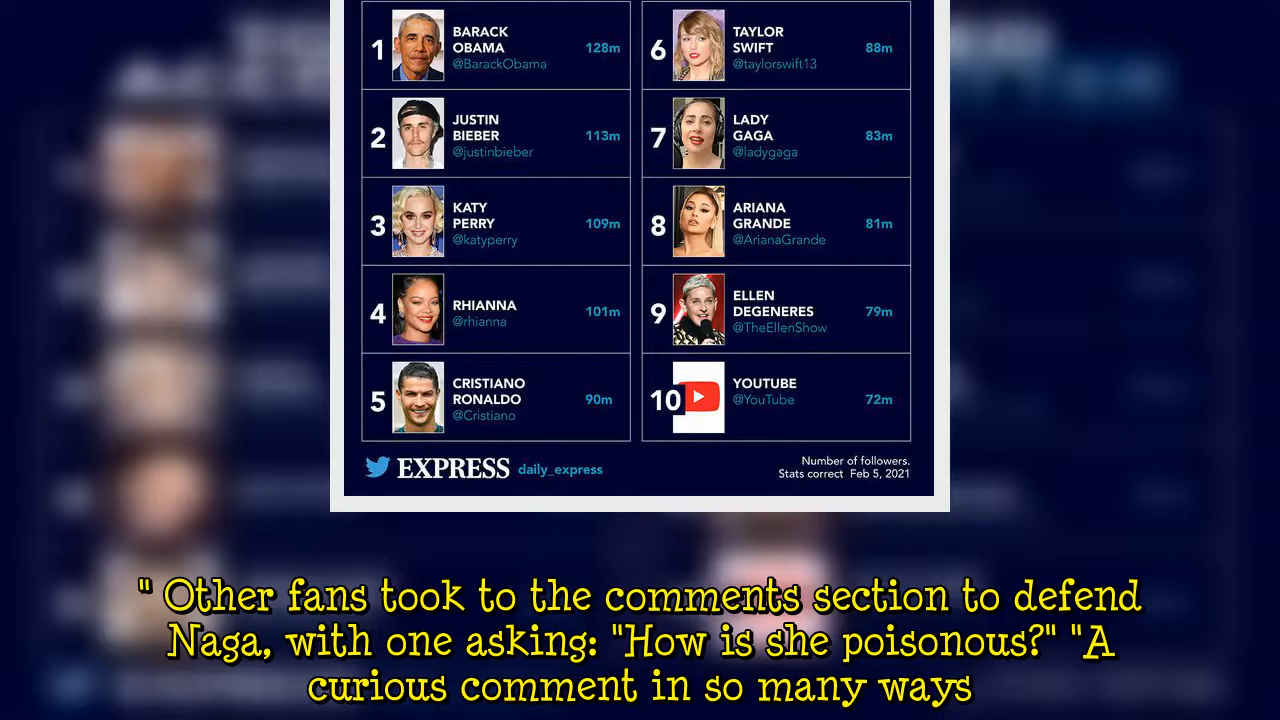 1
BARACK
OBAMA
@BarackObama
128m
2
JUSTIN
BIEBER
@justinbieber
113m
3
KATY
PERRY
@katyperry
109m
4
RHIANNA
@rhianna
101m
5
CRISTIANO
RONALDO
@Cristiano
90m
6
TAYLOR
SWIFT
@taylorswift13
88m
7
LADY
GAGA
@ladygaga
83m
8
ARIANA
GRANDE
@ArianaGrande
81m
9
ELLEN
DEGENERES
@TheEllenShow
79m
10
YOUTUBE
@YouTube
72m
EXPRESS daily_express
Number of followers.
Stats correct Feb 5, 2021
" Other fans took to the comments section to defend
Naga, with one asking: "How is she poisonous?" "A
curious comment in so many ways